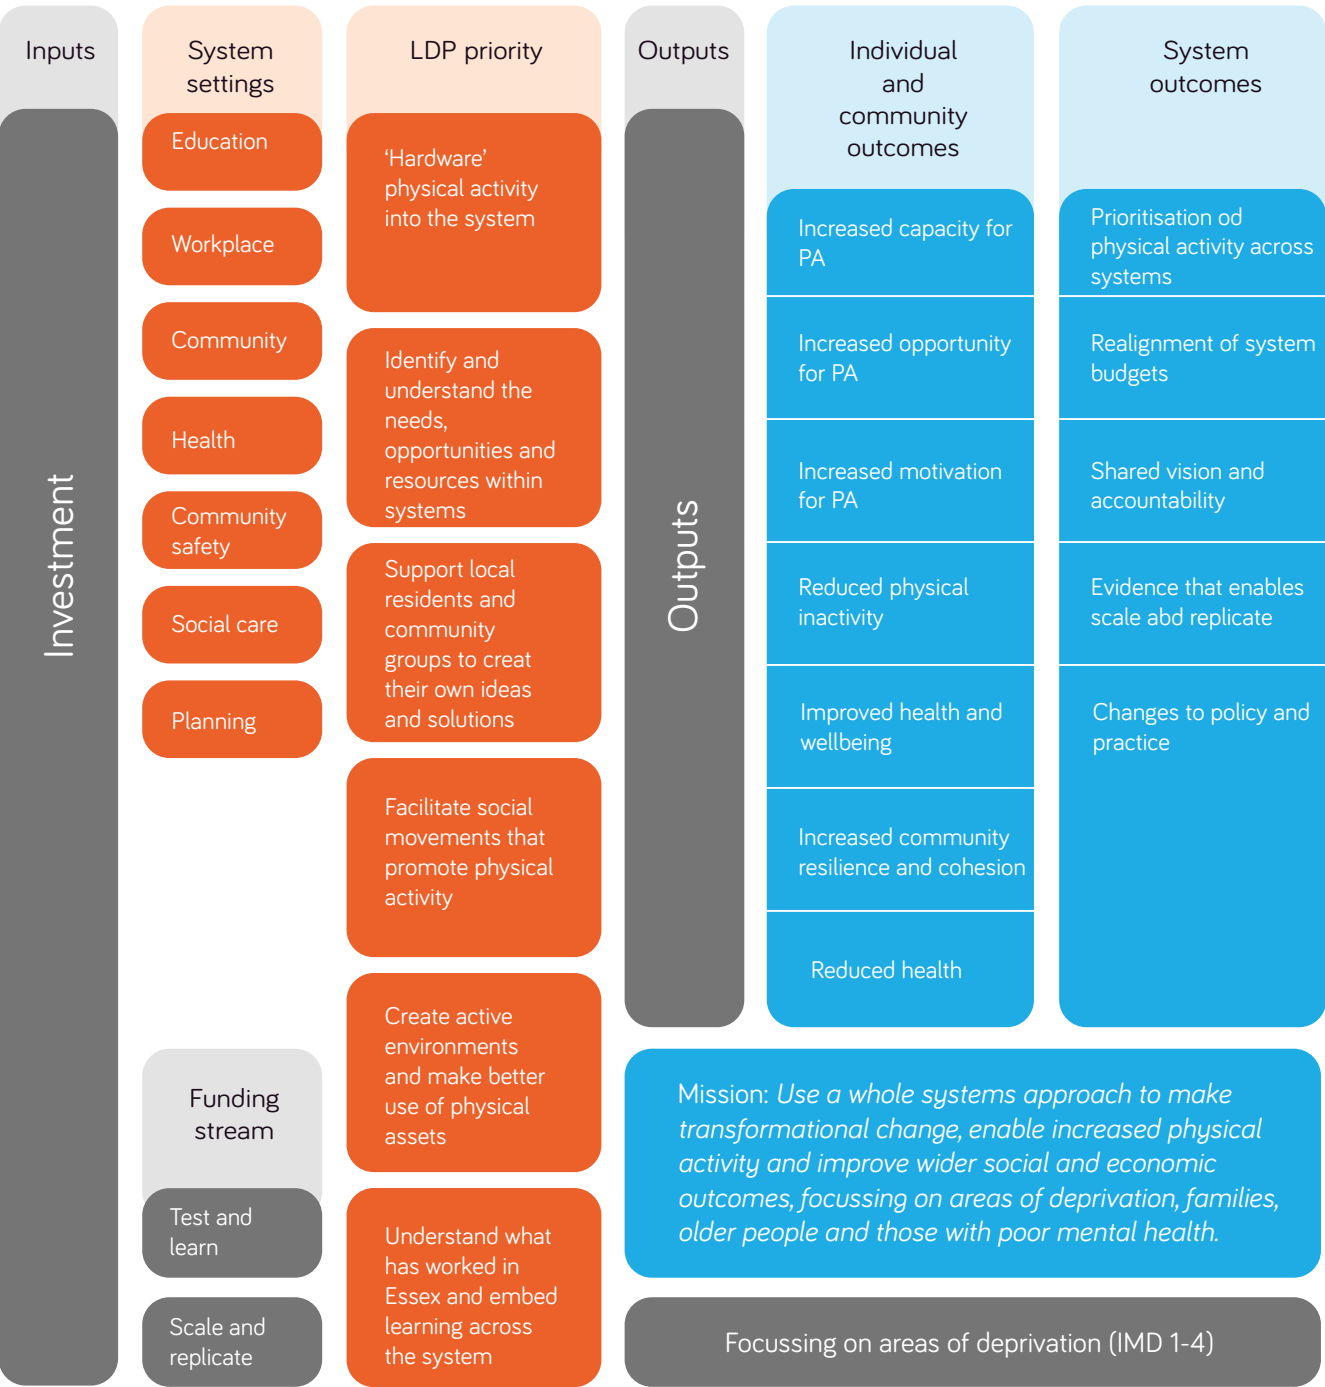 Inputs
Investment
System
settings
Education
Workplace
Community
Health
Community
safety
Social care
Planning
Funding
stream
Test and
learn
Scale and
replicate
LDP priority
‘Hardware’
physical activity
into the system
Identify and
understand the
needs,
opportunities and
resources within
systems
Support local
residents and
community
groups to creat
their own ideas
and solutions
Facilitate social
movements that
promote physical
activity
Create active
environments
and make better
use of physical
assets
Understand what
has worked in
Essex and embed
learning across
the system
Outputs
Outputs
Individual
and
community
outcomes
Increased capacity for
PA
Increased opportunity
for PA
Increased motivation
for PA
Reduced physical
inactivity
Improved health and
wellbeing
Increased community
resilience and cohesion
Reduced health
System
outcomes
Prioritisation od
physical activity across
systems
Realignment of system
budgets
Shared vision and
accountability
Evidence that enables
scale abd replicate
Changes to policy and
practice
Mission: Use a whole systems approach to make
transformational change, enable increased physical
activity and improve wider social and economic
outcomes, focussing on areas of deprivation, families,
older people and those with poor mental health.
Focussing on areas of deprivation (IMD 1-4)